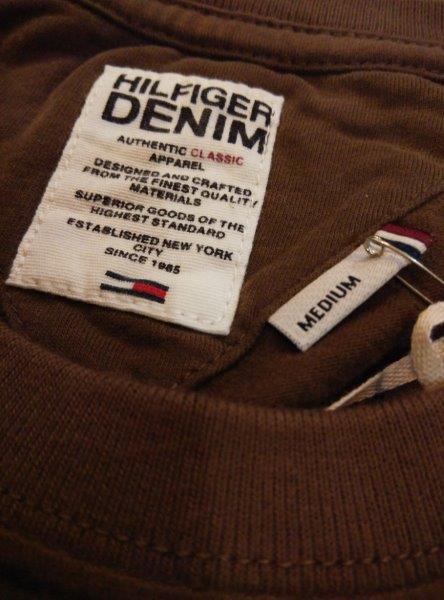 HILFIGER
DENIM
AUTHENTIC CLASSIC
APPAREL
DESIGNED AND CRAFTED
FROM THE FINEST QUALITY
MATERIALS
SUPERIOR GOODS OF THE
HIGHEST STANDARD
ESTABLISHED NEW YORK
CITY
SINCE 1985
MEDIUM